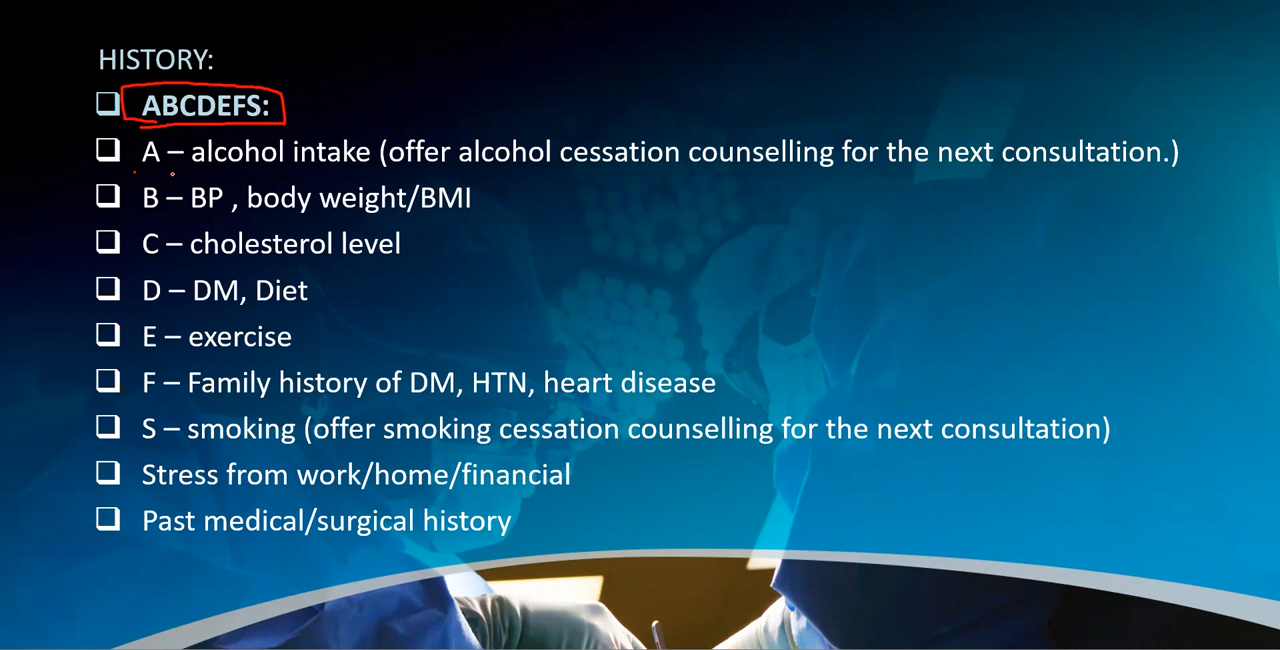 HISTORY:
❑ ABCDEFS:
❑ A – alcohol intake (offer alcohol cessation counselling for the next consultation.)
❑ B – BP , body weight/BMI
❑ C – cholesterol level
❑ D – DM, Diet
❑ E – exercise
❑ F – Family history of DM, HTN, heart disease
❑ S – smoking (offer smoking cessation counselling for the next consultation)
❑ Stress from work/home/financial
❑ Past medical/surgical history